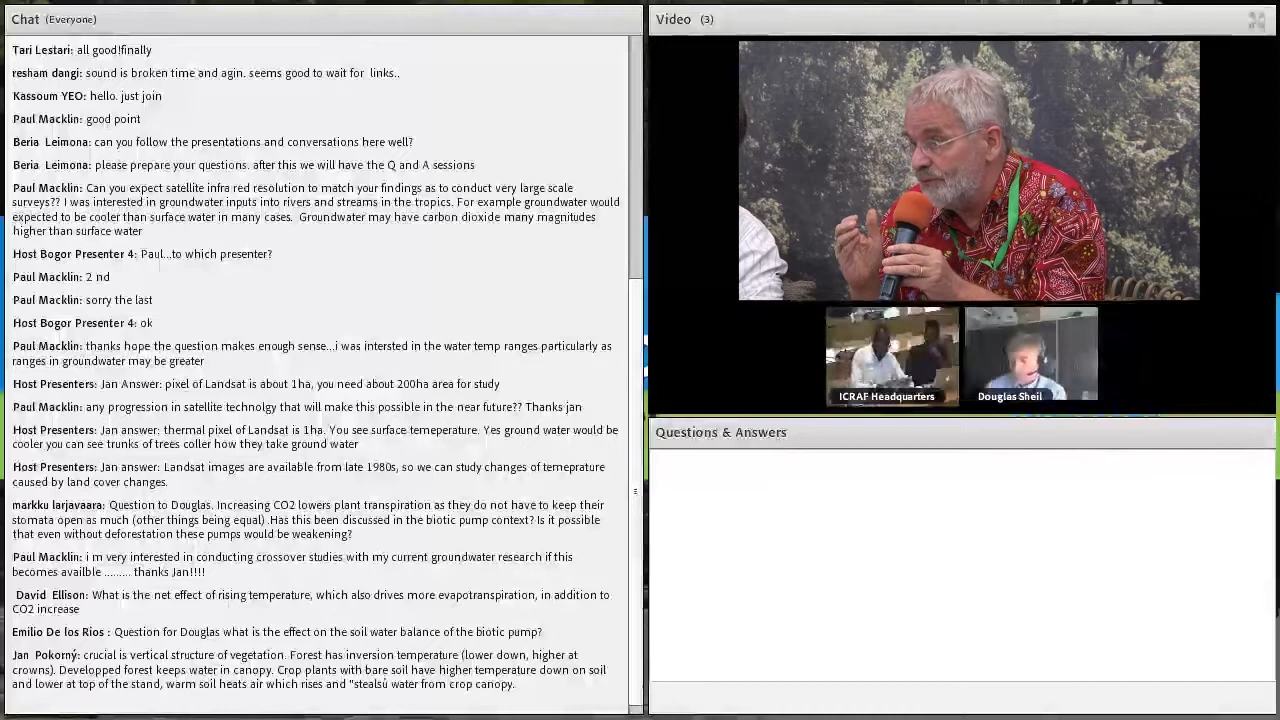 Chat (Everyone)
Tari Lestari: all good!finally
resham dangi: sound is broken time and agin. seems good to wait for links..
Kassoum YEO: hello. just join
Paul Macklin: good point
Beria Leimona: can you follow the presentations and conversations here well?
Beria Leimona: please prepare your questions. after this we will have the Q and A sessions
Paul Macklin: Can you expect satellite infra red resolution to match your findings as to conduct very large scale
surveys?? I was interested in groundwater inputs into rivers and streams in the tropics. For example groundwater would
expected to be cooler than surface water in many cases. Groundwater may have carbon dioxide many magnitudes
higher than surface water
Host Bogor Presenter 4: Paul...to which presenter?
Paul Macklin: 2 nd
Paul Macklin: sorry the last
Host Bogor Presenter 4: ok
Paul Macklin: thanks hope the question makes enough sense...i was intersted in the water temp ranges particularly as
ranges in groundwater may be greater
Host Presenters: Jan Answer: pixel of Landsat is about 1ha, you need about 200ha area for study
Paul Macklin: any progression in satellite technolgy that will make this possible in the near future?? Thanks jan
Host Presenters: Jan answer: thermal pixel of Landsat is 1ha. You see surface temeperature. Yes ground water would be
cooler you can see trunks of trees coller how they take ground water
Host Presenters: Jan answer: Landsat images are available from late 1980s, so we can study changes of temeprature
caused by land cover changes.
markku larjavaara: Question to Douglas. Increasing CO2 lowers plant transpiration as they do not have to keep their
stomata open as much (other things being equal) .Has this been discussed in the biotic pump context? Is it possible
that even without deforestation these pumps would be weakening?
Paul Macklin: i m very interested in conducting crossover studies with my current groundwater research if this
becomes availble ......... thanks Jan!!!!
David Ellison: What is the net effect of rising temperature, which also drives more evapotranspiration, in addition to
CO2 increase
Emilio De los Rios : Question for Douglas what is the effect on the soil water balance of the biotic pump?
Jan Pokorný: crucial is vertical structure of vegetation. Forest has inversion temperature (lower down, higher at
crowns). Developped forest keeps water in canopy. Crop plants with bare soil have higher temperature down on soil
and lower at top of the stand, warm soil heats air which rises and "stealsů water from crop canopy.
Video (3)
ICRAF Headquarters
Douglas Sheil
Questions & Answers